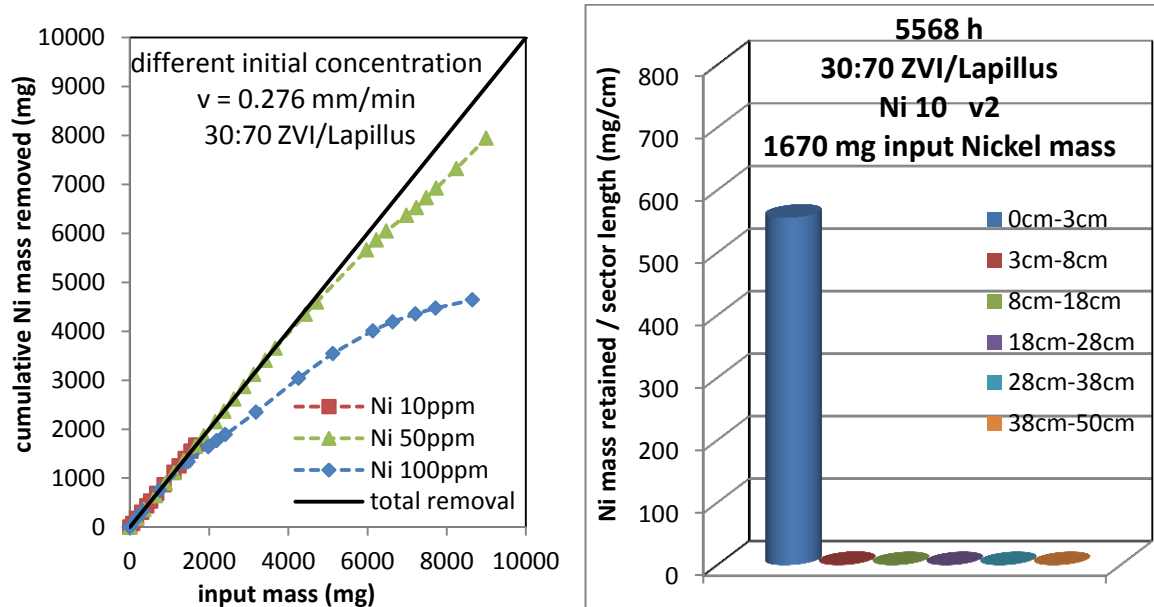 different initial concentration
v = 0.276 mm/min
30:70 ZVI/Lapillus
cumulative Ni mass removed (mg)
10000
9000
8000
7000
6000
5000
4000
3000
2000
1000
0
0 2000 4000 6000 8000 10000
input mass (mg)
Ni 10ppm
Ni 50ppm
Ni 100ppm
total removal
5568 h
30:70 ZVI/Lapillus
Ni 10 v2
1670 mg input Nickel mass
Ni mass retained / sector length (mg/cm)
800
700
600
500
400
300
200
100
0
0cm-3cm
3cm-8cm
8cm-18cm
18cm-28cm
28cm-38cm
38cm-50cm